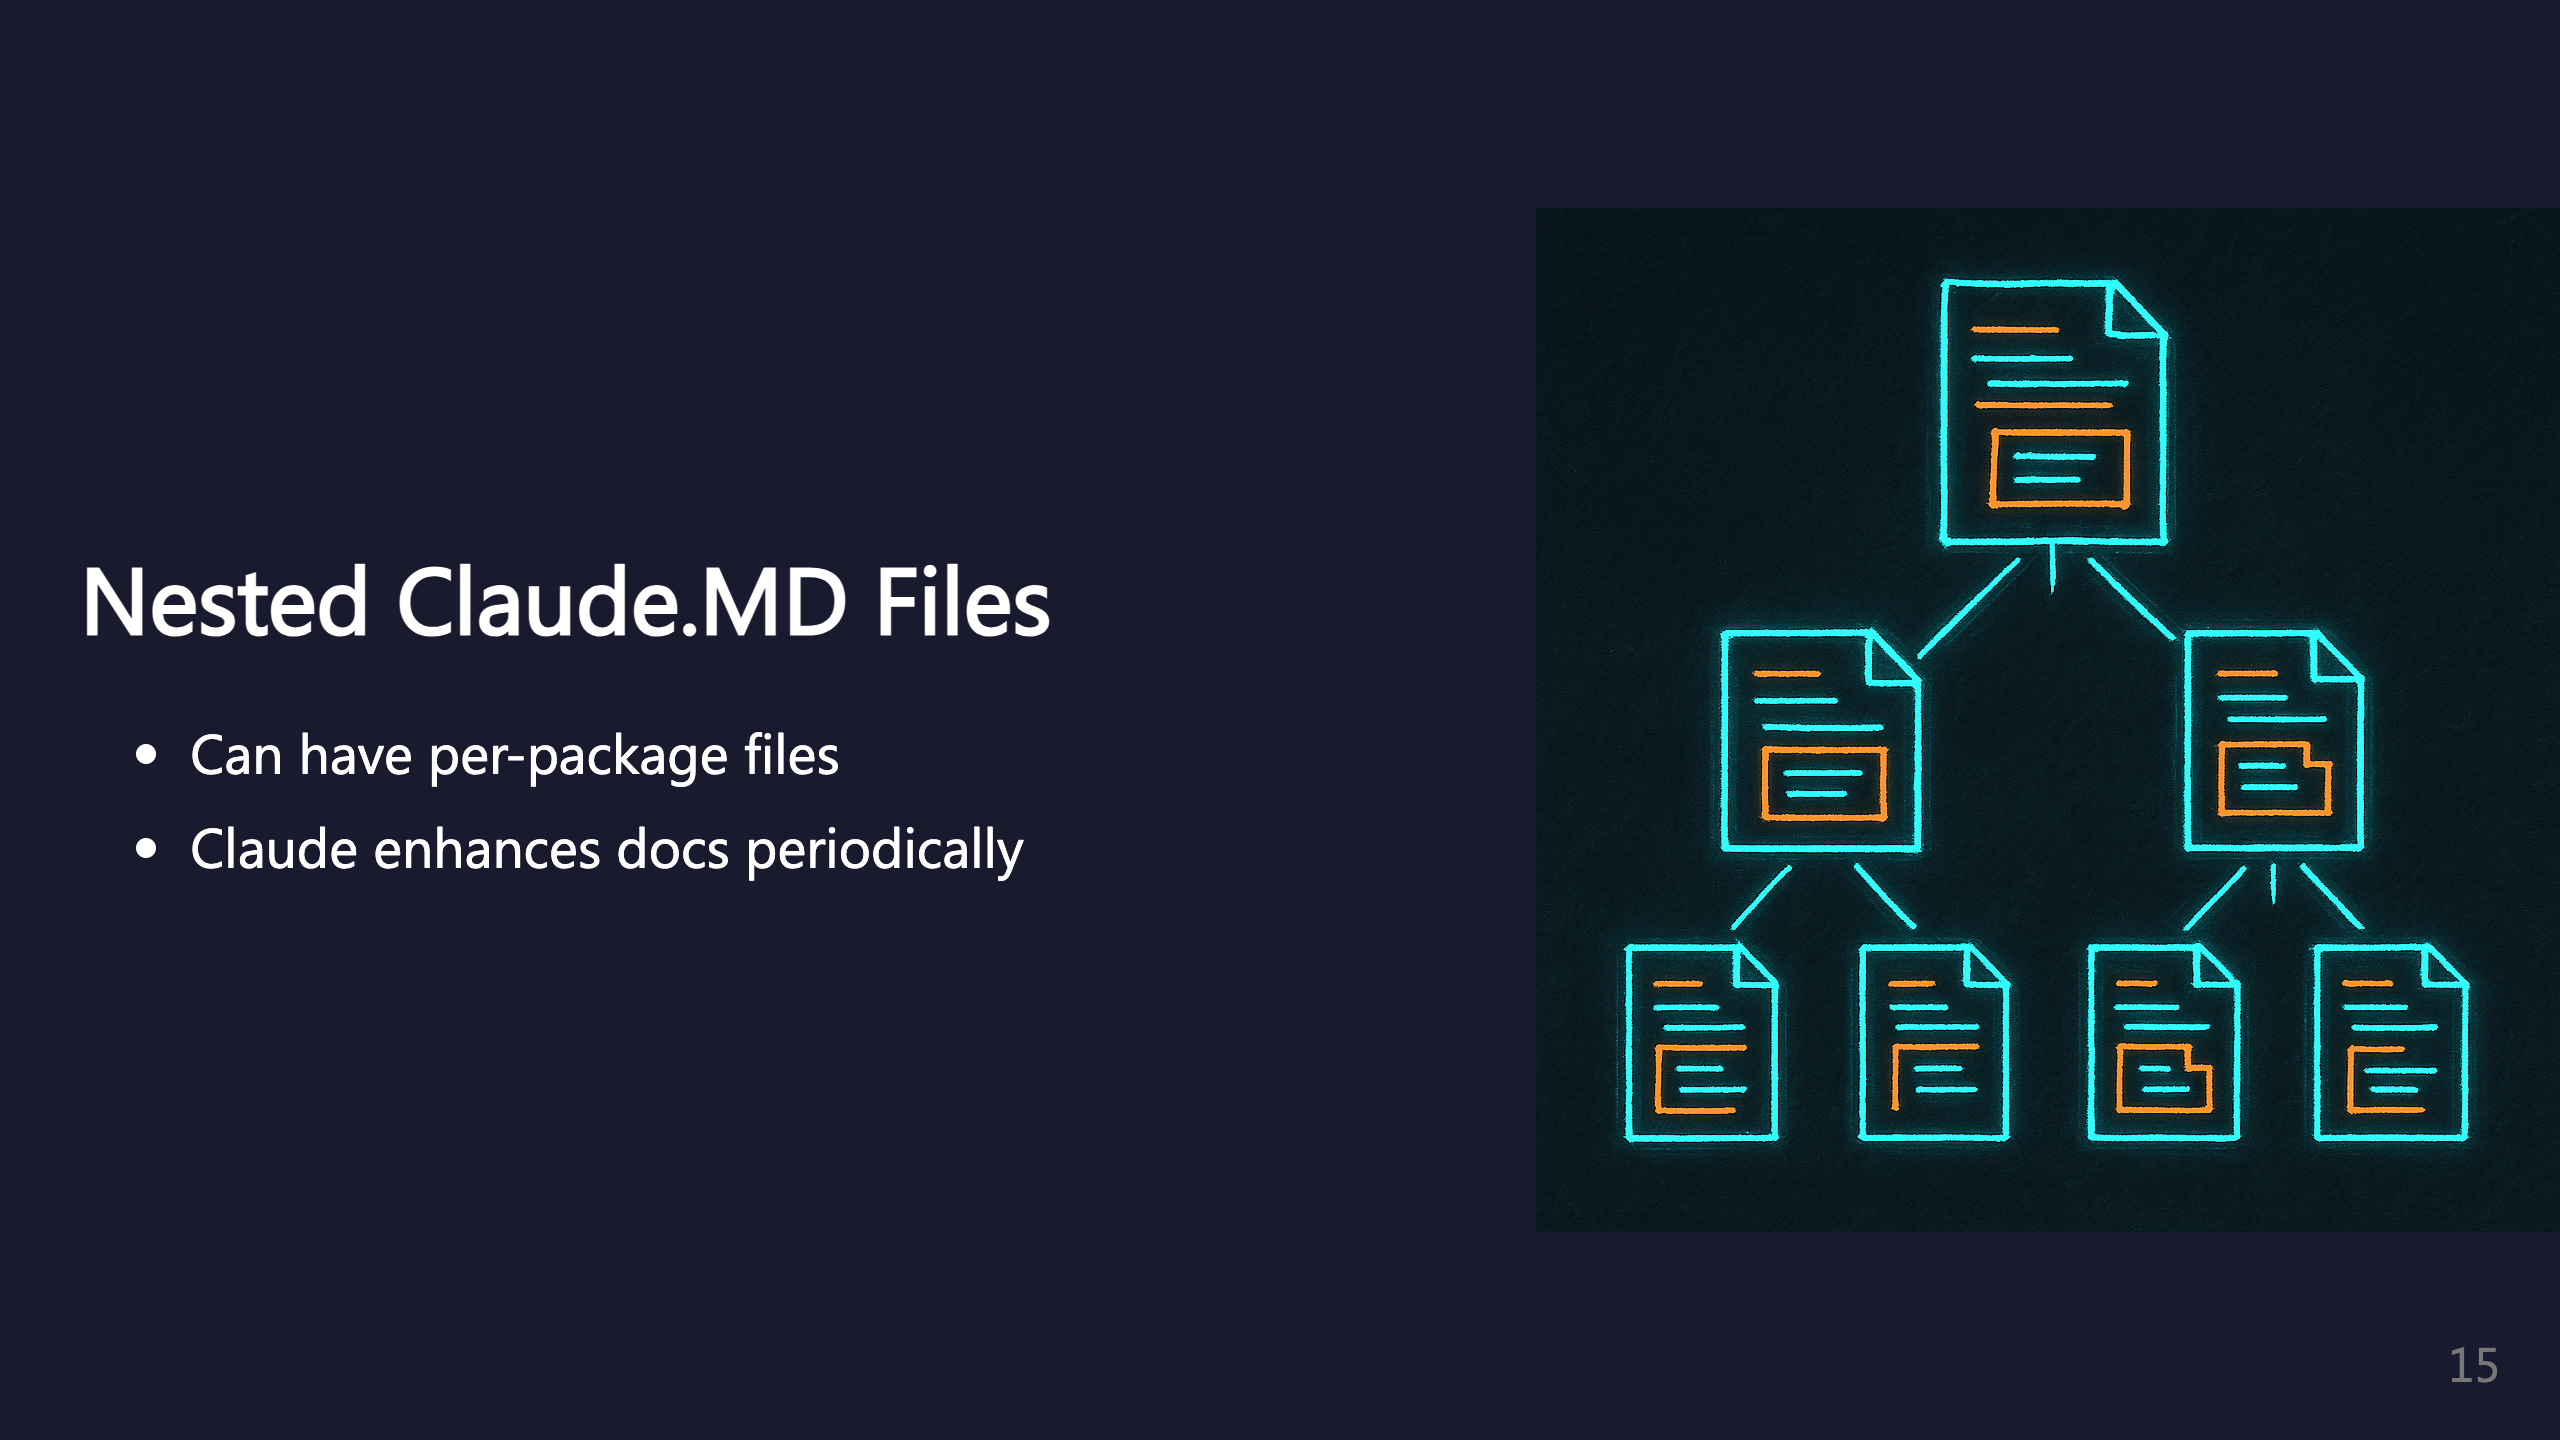 Nested Claude.MD Files
• Can have per-package files
• Claude enhances docs periodically
15